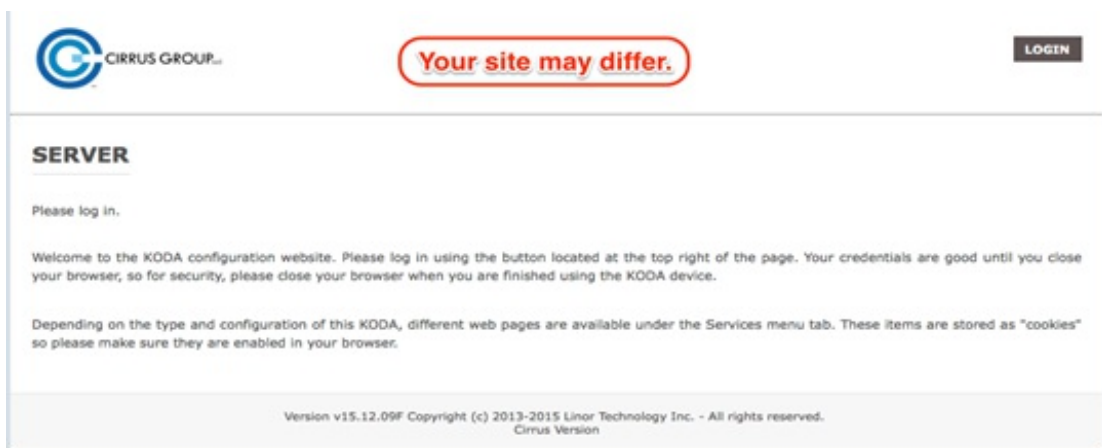 CIRRUS GROUP
Your site may differ.
LOGIN
SERVER
Please log in.
Welcome to the KODA configuration website. Please log in using the button located at the top right of the page. Your credentials are good until you close
your browser, so for security, please close your browser when you are finished using the KODA device.
Depending on the type and configuration of this KODA, different web pages are available under the Services menu tab. These items are stored as "cookies"
so please make sure they are enabled in your browser.
Version v15.12.09F Copyright (c) 2013-2015 Linor Technology Inc. - All rights reserved.
Cirrus Version